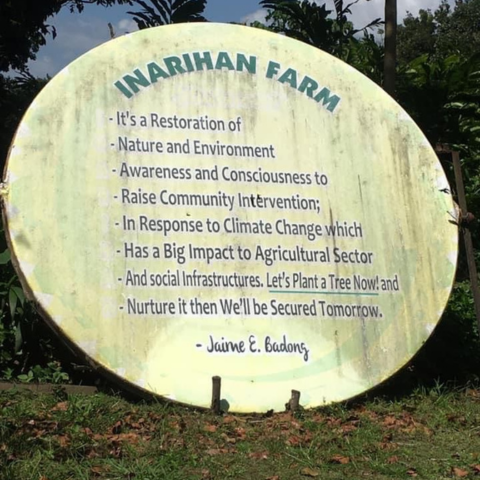 INARIHAN FARM
- It's a Restoration of
- Nature and Environment
- Awareness and Consciousness to
- Raise Community Intervention;
- In Response to Climate Change which
- Has a Big Impact to Agricultural Sector
- And social Infrastructures. Let's Plant a Tree Now! and
- Nurture it then We'll be Secured Tomorrow.
- Jaime E. Badong